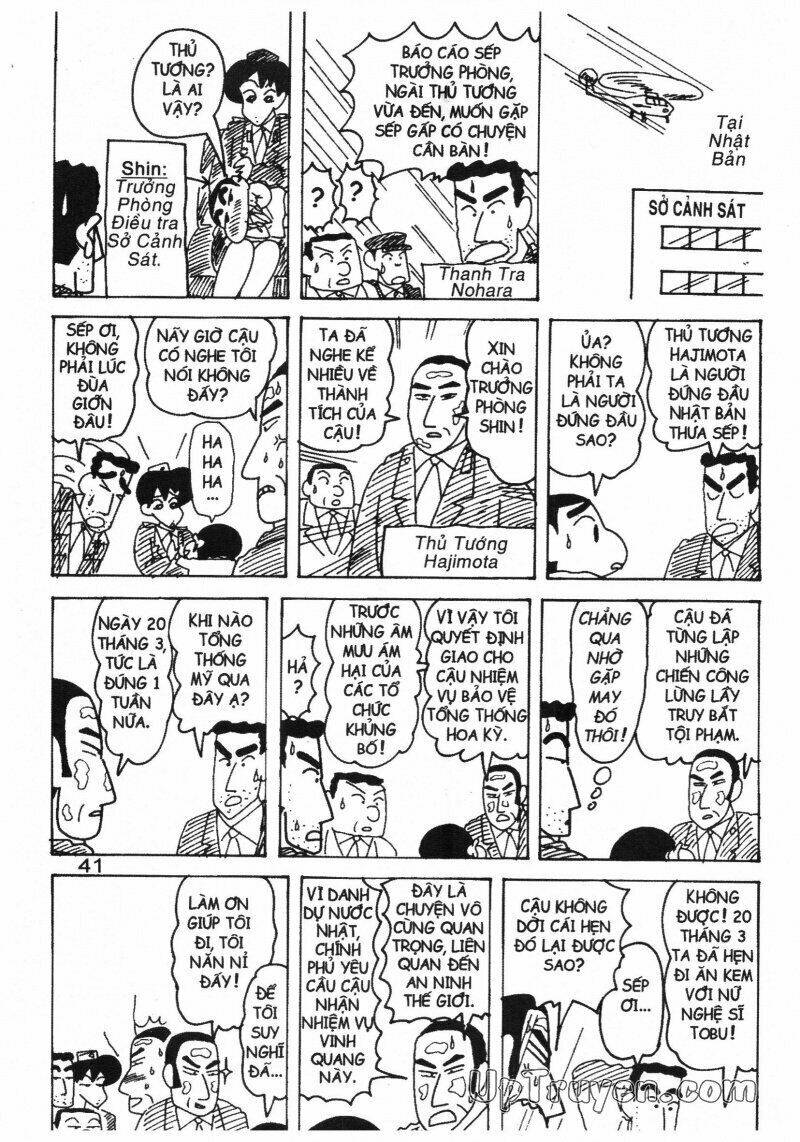 Tại
Nhật
Bản
SỞ CẢNH SÁT
BÁO CÁO SẾP
TRƯỞNG PHÒNG,
NGÀI THỦ TƯƠNG
VỪA ĐẾN, MUỐN GẶP
SẾP GẤP CÓ CHUYỆN
CẦN BÀN!
?
?
Thanh Tra
Nohara
THỦ
TƯỚNG?
LÀ AI
VẬY?
Shin:
Trưởng
Phòng
Điều tra
Sở Cảnh
Sát.
THỦ TƯƠNG
HAJIMOTA
LÀ NGƯỜI
ĐỨNG ĐẦU
NHẬT BẢN
THƯA SẾP!
ỦA?
KHÔNG
PHẢI TA
LÀ NGƯỜI
ĐỨNG ĐẦU
SAO?
XIN
CHÀO
TRƯỞNG
PHÒNG
SHIN!
TA ĐÃ
NGHE KỂ
NHIỀU VỀ
THÀNH
TÍCH CỦA
CẬU!
Thủ Tướng
Hajimota
NÃY GIỜ CẬU
CÓ NGHE TÔI
NÓI KHÔNG
ĐẤY?
HA
HA
HA
...
SẾP ƠI,
KHÔNG
PHẢI LÚC
ĐÙA
GIỚN
ĐÂU!
CẬU ĐÃ
TỪNG LẬP
NHỮNG
CHIẾN CÔNG
LỪNG LẪY
TRUY BẮT
TỘI PHẠM.
CHẲNG
QUA
NHỜ
GẶP
MAY
ĐÓ
THÔI!
VÌ VẬY TÔI
QUYẾT ĐỊNH
GIAO CHO
CẬU NHIỆM
VỤ BẢO VỆ
TỔNG THỐNG
HOA KỲ.
TRƯỚC
NHỮNG ÂM
MƯU ÁM
HẠI CỦA
CÁC TỔ
CHỨC
KHỦNG
BỐ!
HẢ
?
KHI NÀO
TỔNG
THỐNG
MỸ QUA
ĐÂY Ạ?
NGÀY 20
THÁNG 3,
TỨC LÀ
ĐÚNG 1
TUẦN
NỮA.
41
KHÔNG
ĐƯỢC! 20
THÁNG 3
TA ĐÃ HẸN
ĐI ĂN KEM
VỚI NỮ
NGHỆ SĨ
TOBU!
SẾP
ƠI...
CẬU KHÔNG
DỜI CÁI HẸN
ĐÓ LẠI ĐƯỢC
SAO?
ĐÂY LÀ
CHUYỆN VÔ
CÙNG QUAN
TRỌNG, LIÊN
QUAN ĐẾN
AN NINH
THẾ GIỚI.
VÌ DANH
DỰ NƯỚC
NHẬT,
CHÍNH
PHỦ YÊU
CẦU CẬU
NHẬN
NHIỆM VỤ
VINH
QUANG
NÀY.
LÀM ƠN
GIÚP TÔI
ĐI, TÔI
NĂN NỈ
ĐẤY!
ĐỂ
TÔI
SUY
NGHĨ
ĐÃ...
UpTruyen.com